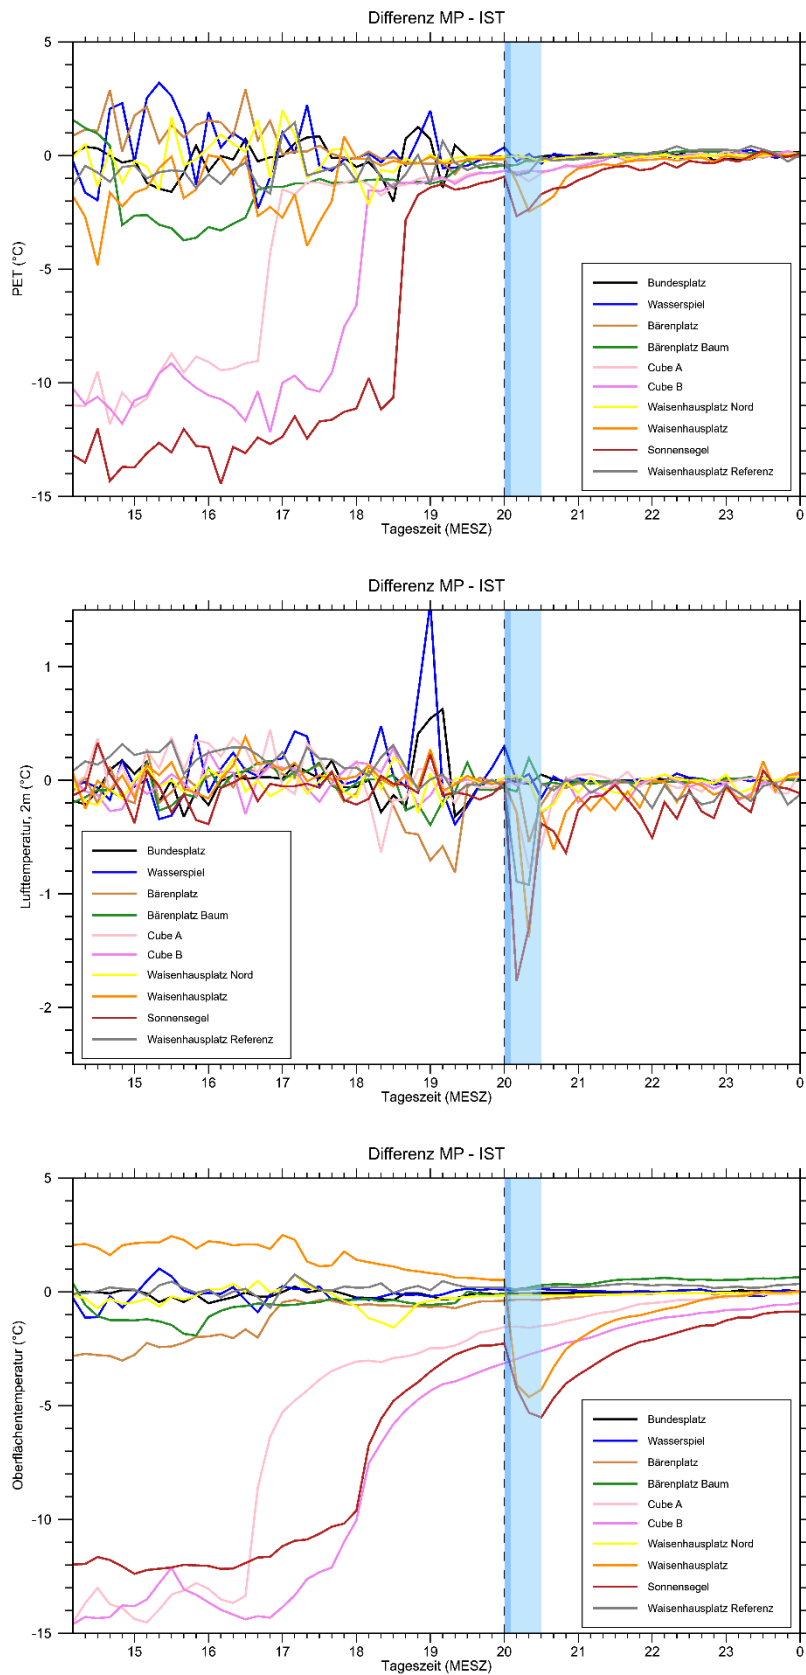 Differenz MP - IST
5
0
-5
-10
-15
PET (°C)
Bundesplatz
Wasserspiel
Bärenplatz
Bärenplatz Baum
Cube A
Cube B
Waisenhausplatz Nord
Waisenhausplatz
Sonnensegel
Waisenhausplatz Referenz
15 16 17 18 19 20 21 22 23 0
Tageszeit (MESZ)
Differenz MP - IST
1
0
-1
-2
Lufttemperatur, 2m (°C)
Bundesplatz
Wasserspiel
Bärenplatz
Bärenplatz Baum
Cube A
Cube B
Waisenhausplatz Nord
Waisenhausplatz
Sonnensegel
Waisenhausplatz Referenz
15 16 17 18 19 20 21 22 23
Tageszeit (MESZ)
Differenz MP - IST
5
0
-5
-10
-15
Oberflächentemperatur (°C)
Bundesplatz
Wasserspiel
Bärenplatz
Bärenplatz Baum
Cube A
Cube B
Waisenhausplatz Nord
Waisenhausplatz
Sonnensegel
Waisenhausplatz Referenz
15 16 17 18 19 20 21 22 23 0
Tageszeit (MESZ)